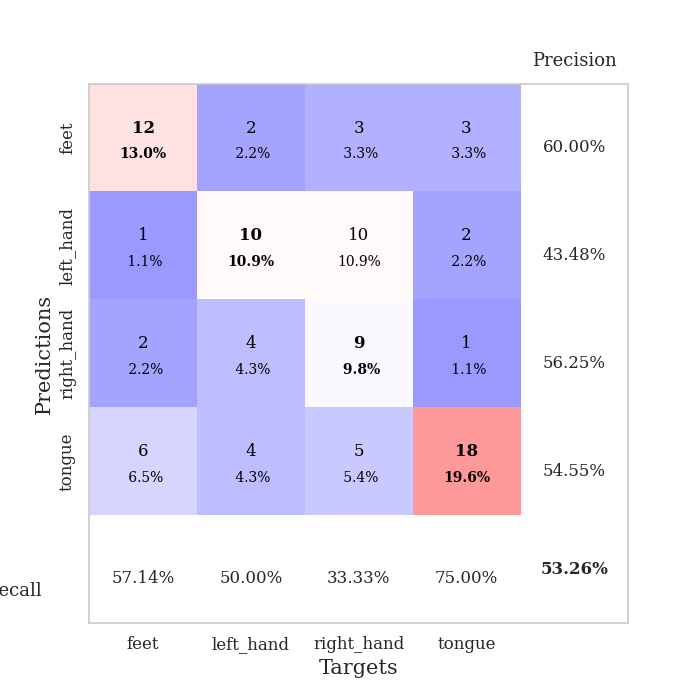 Precision
feet 12 2 3 3 60.00%
13.0% 2.2% 3.3% 3.3%
left_hand 1 10 10 2 43.48%
1.1% 10.9% 10.9% 2.2%
Predictions
right_hand 2 4 9 1 56.25%
2.2% 4.3% 9.8% 1.1%
tongue 6 4 5 18 54.55%
6.5% 4.3% 5.4% 19.6%
ecall 57.14% 50.00% 33.33% 75.00% 53.26%
feet left_hand right_hand tongue
Targets